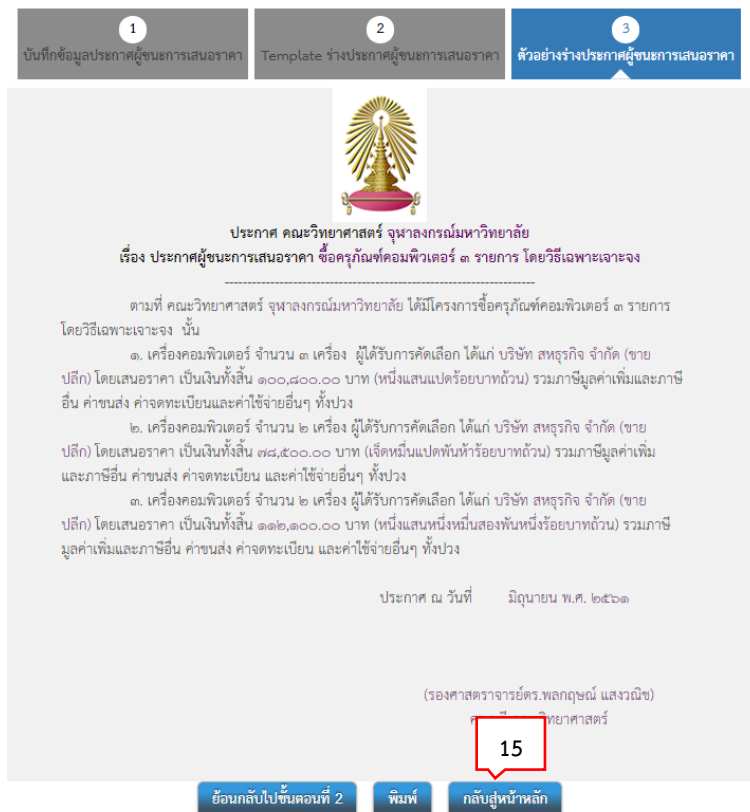 1
บันทึกข้อมูลประกาศผู้ชนะการเสนอราคา
2
Template ร่างประกาศผู้ชนะการเสนอราคา
3
ตัวอย่างร่างประกาศผู้ชนะการเสนอราคา
ประกาศ คณะวิทยาศาสตร์ จุฬาลงกรณ์มหาวิทยาลัย
เรื่อง ประกาศผู้ชนะการเสนอราคา ซื้อครุภัณฑ์คอมพิวเตอร์ ๓ รายการ โดยวิธีเฉพาะเจาะจง
--------------------------------------------------------------------
ตามที่ คณะวิทยาศาสตร์ จุฬาลงกรณ์มหาวิทยาลัย ได้มีโครงการซื้อครุภัณฑ์คอมพิวเตอร์ ๓ รายการ
โดยวิธีเฉพาะเจาะจง นั้น
๑. เครื่องคอมพิวเตอร์ จำนวน ๓ เครื่อง ผู้ได้รับการคัดเลือก ได้แก่ บริษัท สหธุรกิจ จำกัด (ขาย
ปลีก) โดยเสนอราคา เป็นเงินทั้งสิ้น ๑๐๐,๘๐๐.๐๐ บาท (หนึ่งแสนแปดร้อยบาทถ้วน) รวมภาษีมูลค่าเพิ่มและภาษี
อื่น ค่าขนส่ง ค่าจดทะเบียนและค่าใช้จ่ายอื่นๆ ทั้งปวง
๒. เครื่องคอมพิวเตอร์ จำนวน ๒ เครื่อง ผู้ได้รับการคัดเลือก ได้แก่ บริษัท สหธุรกิจ จำกัด (ขาย
ปลีก) โดยเสนอราคา เป็นเงินทั้งสิ้น ๗๘,๕๐๐.๐๐ บาท (เจ็ดหมื่นแปดพันห้าร้อยบาทถ้วน) รวมภาษีมูลค่าเพิ่ม
และภาษีอื่น ค่าขนส่ง ค่าจดทะเบียน และค่าใช้จ่ายอื่นๆ ทั้งปวง
๓. เครื่องคอมพิวเตอร์ จำนวน ๒ เครื่อง ผู้ได้รับการคัดเลือก ได้แก่ บริษัท สหธุรกิจ จำกัด (ขาย
ปลีก) โดยเสนอราคา เป็นเงินทั้งสิ้น ๑๑๒,๑๐๐.๐๐ บาท (หนึ่งแสนหนึ่งหมื่นสองพันหนึ่งร้อยบาทถ้วน) รวมภาษี
มูลค่าเพิ่มและภาษีอื่น ค่าขนส่ง ค่าจดทะเบียน และค่าใช้จ่ายอื่นๆ ทั้งปวง
ประกาศ ณ วันที่ มิถุนายน พ.ศ. ๒๕๖๑
(รองศาสตราจารย์ดร.พลกฤษณ์ แสงวณิช)
วิทยาศาสตร์
15
ย้อนกลับไปขั้นตอนที่ 2
พิมพ์
กลับสู่หน้าหลัก